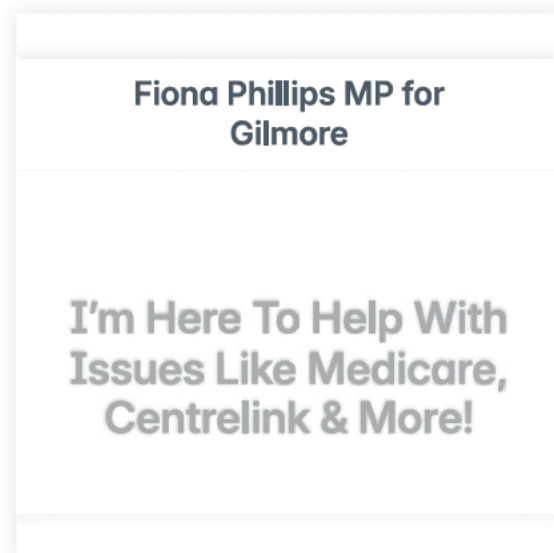 Fiona Phillips MP for
Gilmore
I'm Here To Help With
Issues Like Medicare,
Centrelink & More!